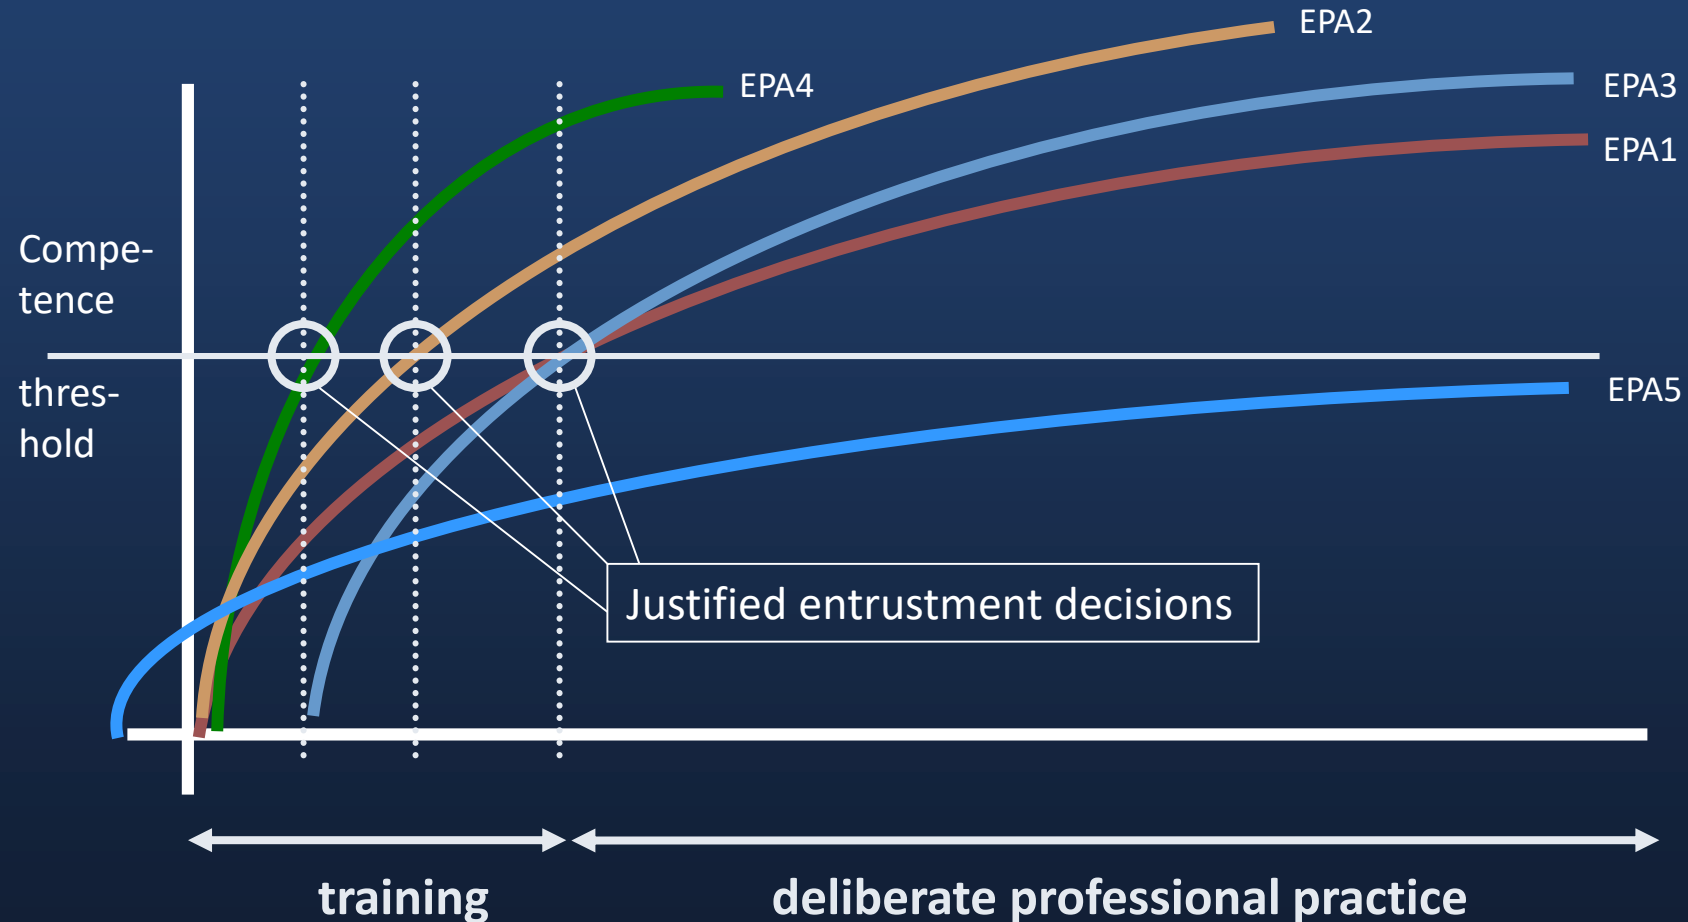 EPA2
EPA4
EPA3
EPA1
Compe-
tence
thres-
hold
EPA5
Justified entrustment decisions
training
deliberate professional practice